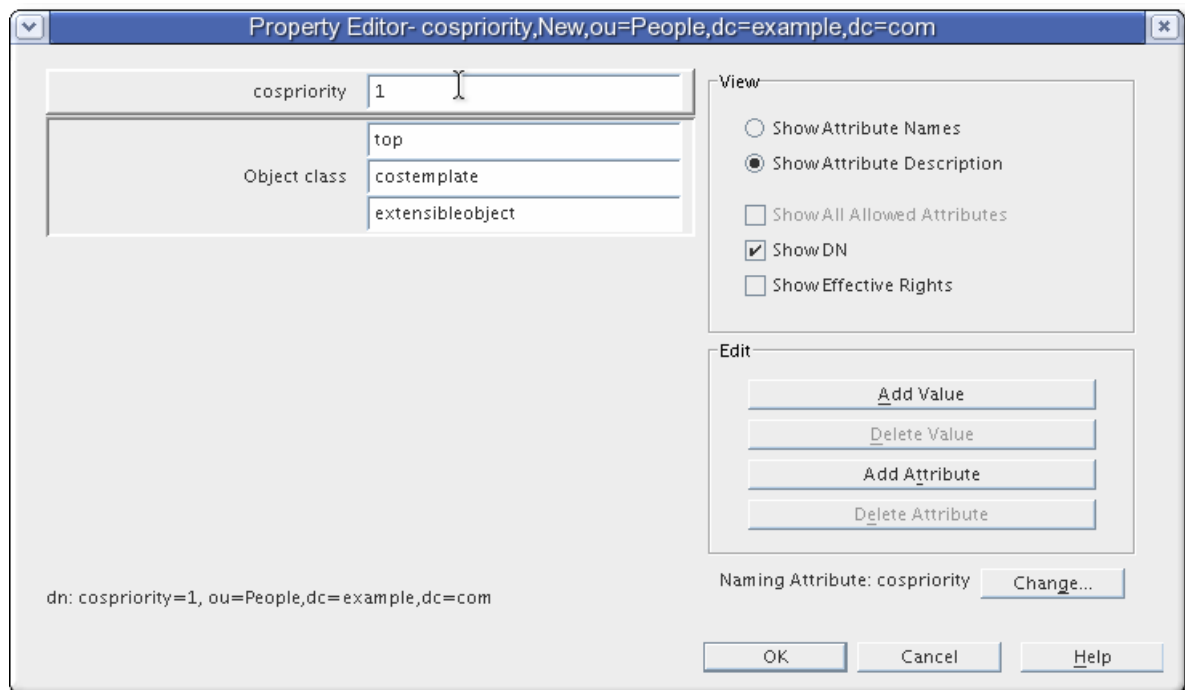 Property Editor- cospriority,New,ou=People,dc=example,dc=com
cospriority 1
Object class
top
costemplate
extensibleobject
View
Show Attribute Names
Show Attribute Description
Show All Allowed Attributes
Show DN
Show Effective Rights
Edit
Add Value
Delete Value
Add Attribute
Delete Attribute
Naming Attribute: cospriority Change...
dn: cospriority=1, ou=People,dc=example,dc=com
OK Cancel Help